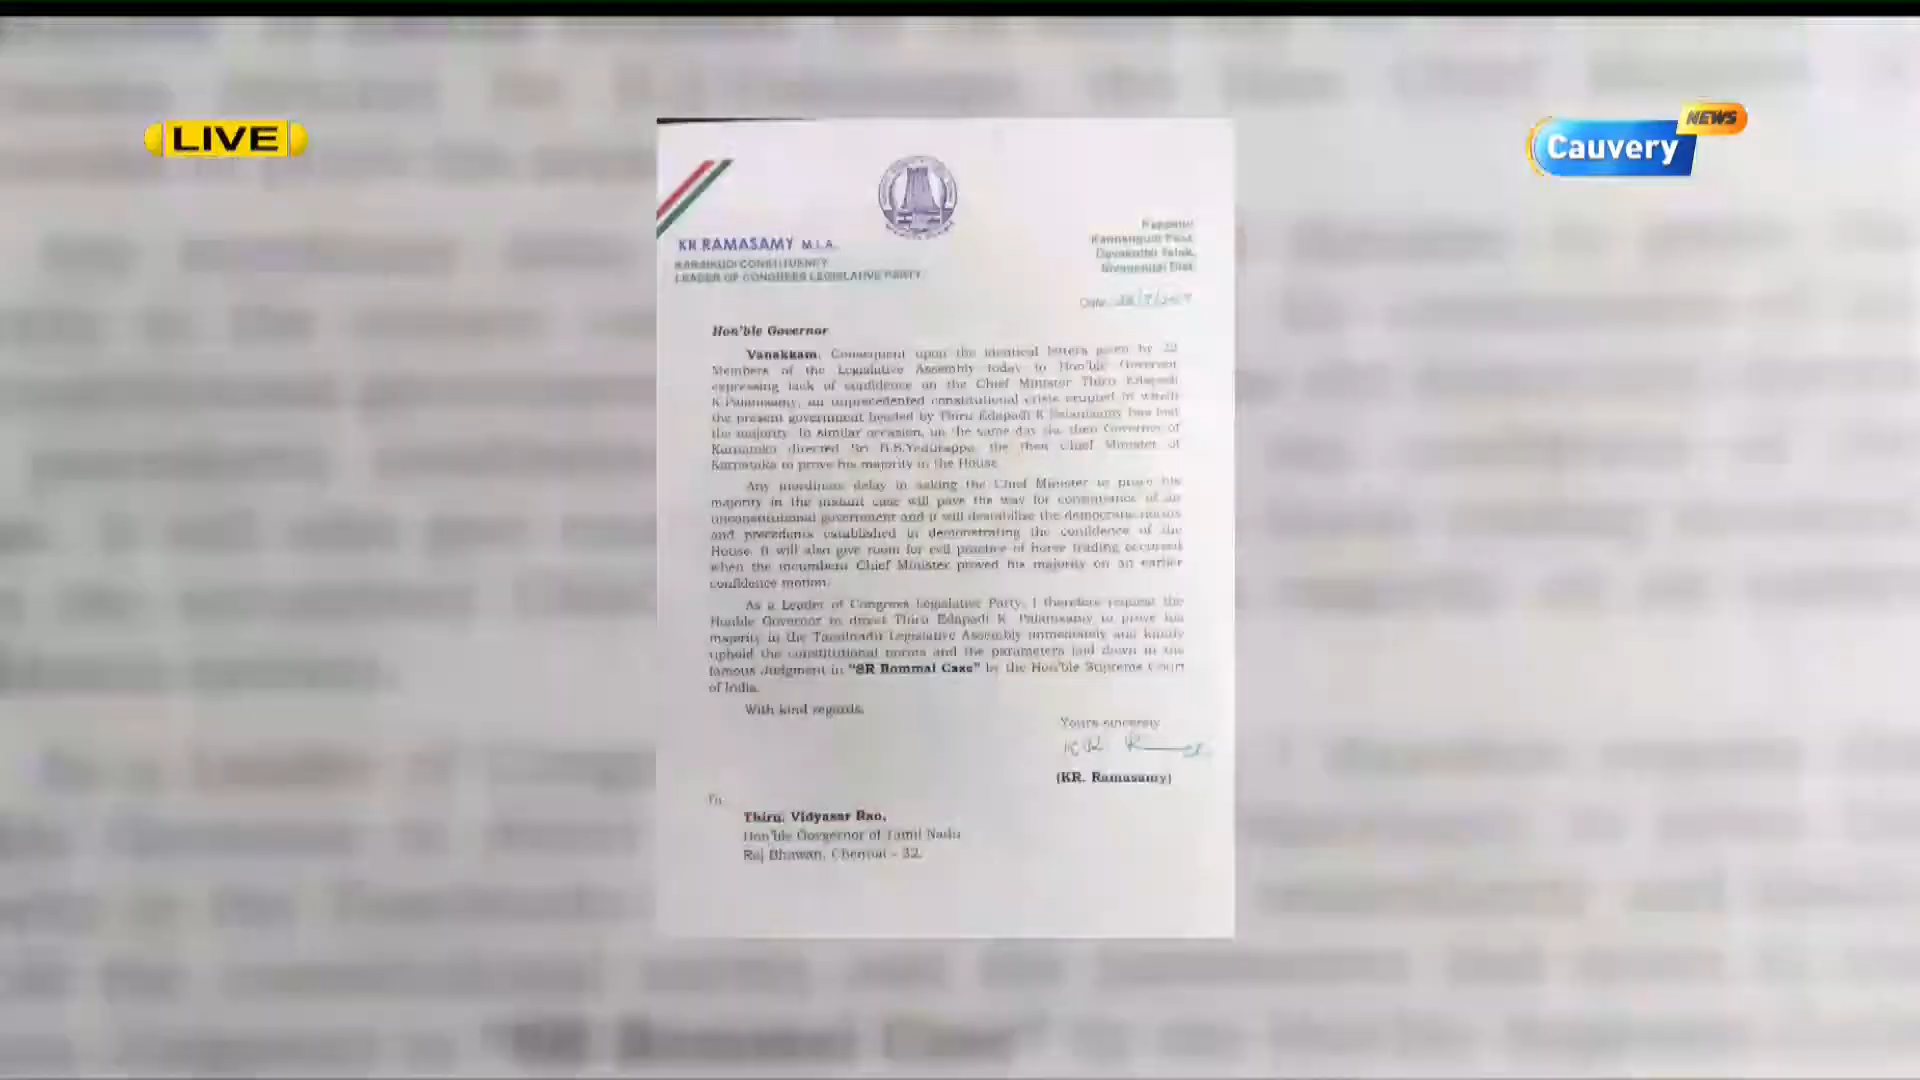 LIVE
NEWS
Cauvery
KR RAMASAMY M.L.A.
KARAIKUDI CONSTITUENCY
LEADER OF CONGRESS LEGISLATIVE PARTY
Date
Hon'ble Governor
Vanakkam. Consequent upon the identical letters given by 22
Members of the Legislative Assembly today to Hon'ble Governor
expressing lack of confidence on the Chief Minister Thiru Edapadi
K.Palanisamy, an unprecedented constitutional crisis erupted in which
the present government headed by Thiru Edapadi K Palanisamy has lost
the majority. In similar occasion, on the same day the then Governor of
Karnataka directed Sri B.S.Yedurappa, the then Chief Minister of
Karnataka to prove his majority in the House.
Any inordinate delay in asking the Chief Minister to prove his
majority in the instant case will pave the way for continuance of an
unconstitutional government and it will destabilise the democratic norms
and precedents established in demonstrating the confidence of the
House. It will also give room for evil practice of horse trading occurred
when the incumbent Chief Minister proved his majority on an earlier
confidence motion.
As a Leader of Congress Legislative Party, I therefore request the
Honble Governor to direct Thiru Edapadi K. Palanisamy to prove his
majority in the Tamilnadu Legislative Assembly immediately and kindly
uphold the constitutional norms and the parameters laid down in the
famous Judgment in "SR Bommai Case" by the Hon'ble Supreme Court
of India.
With kind regards,
Yours sincerely
(KR. Ramasamy)
To
Thiru. Vidyasar Rao,
Hon'ble Govgernor of Tamil Nadu
Raj Bhawan, Chennai - 32.